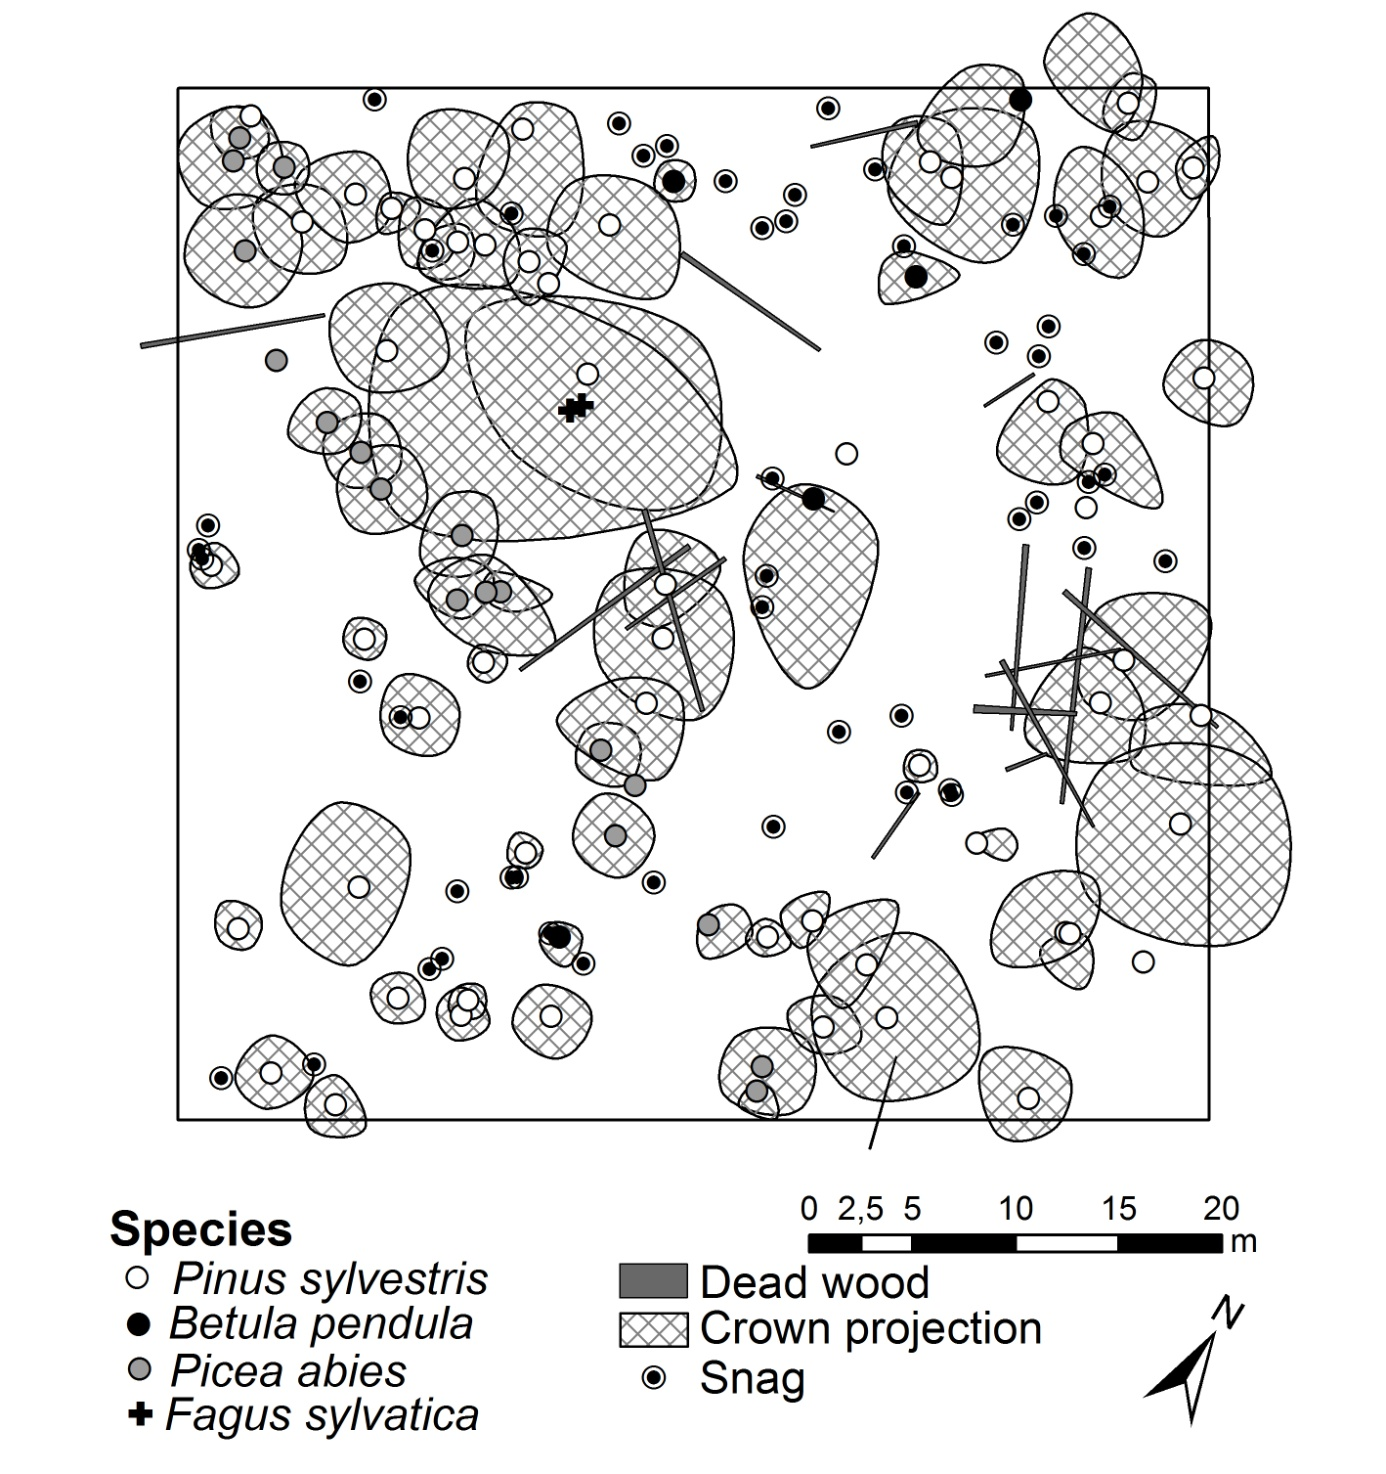 0 2,5 5 10 15 20
m
Species
Pinus sylvestris
Betula pendula
Picea abies
Fagus sylvatica
Dead wood
Crown projection
Snag
N